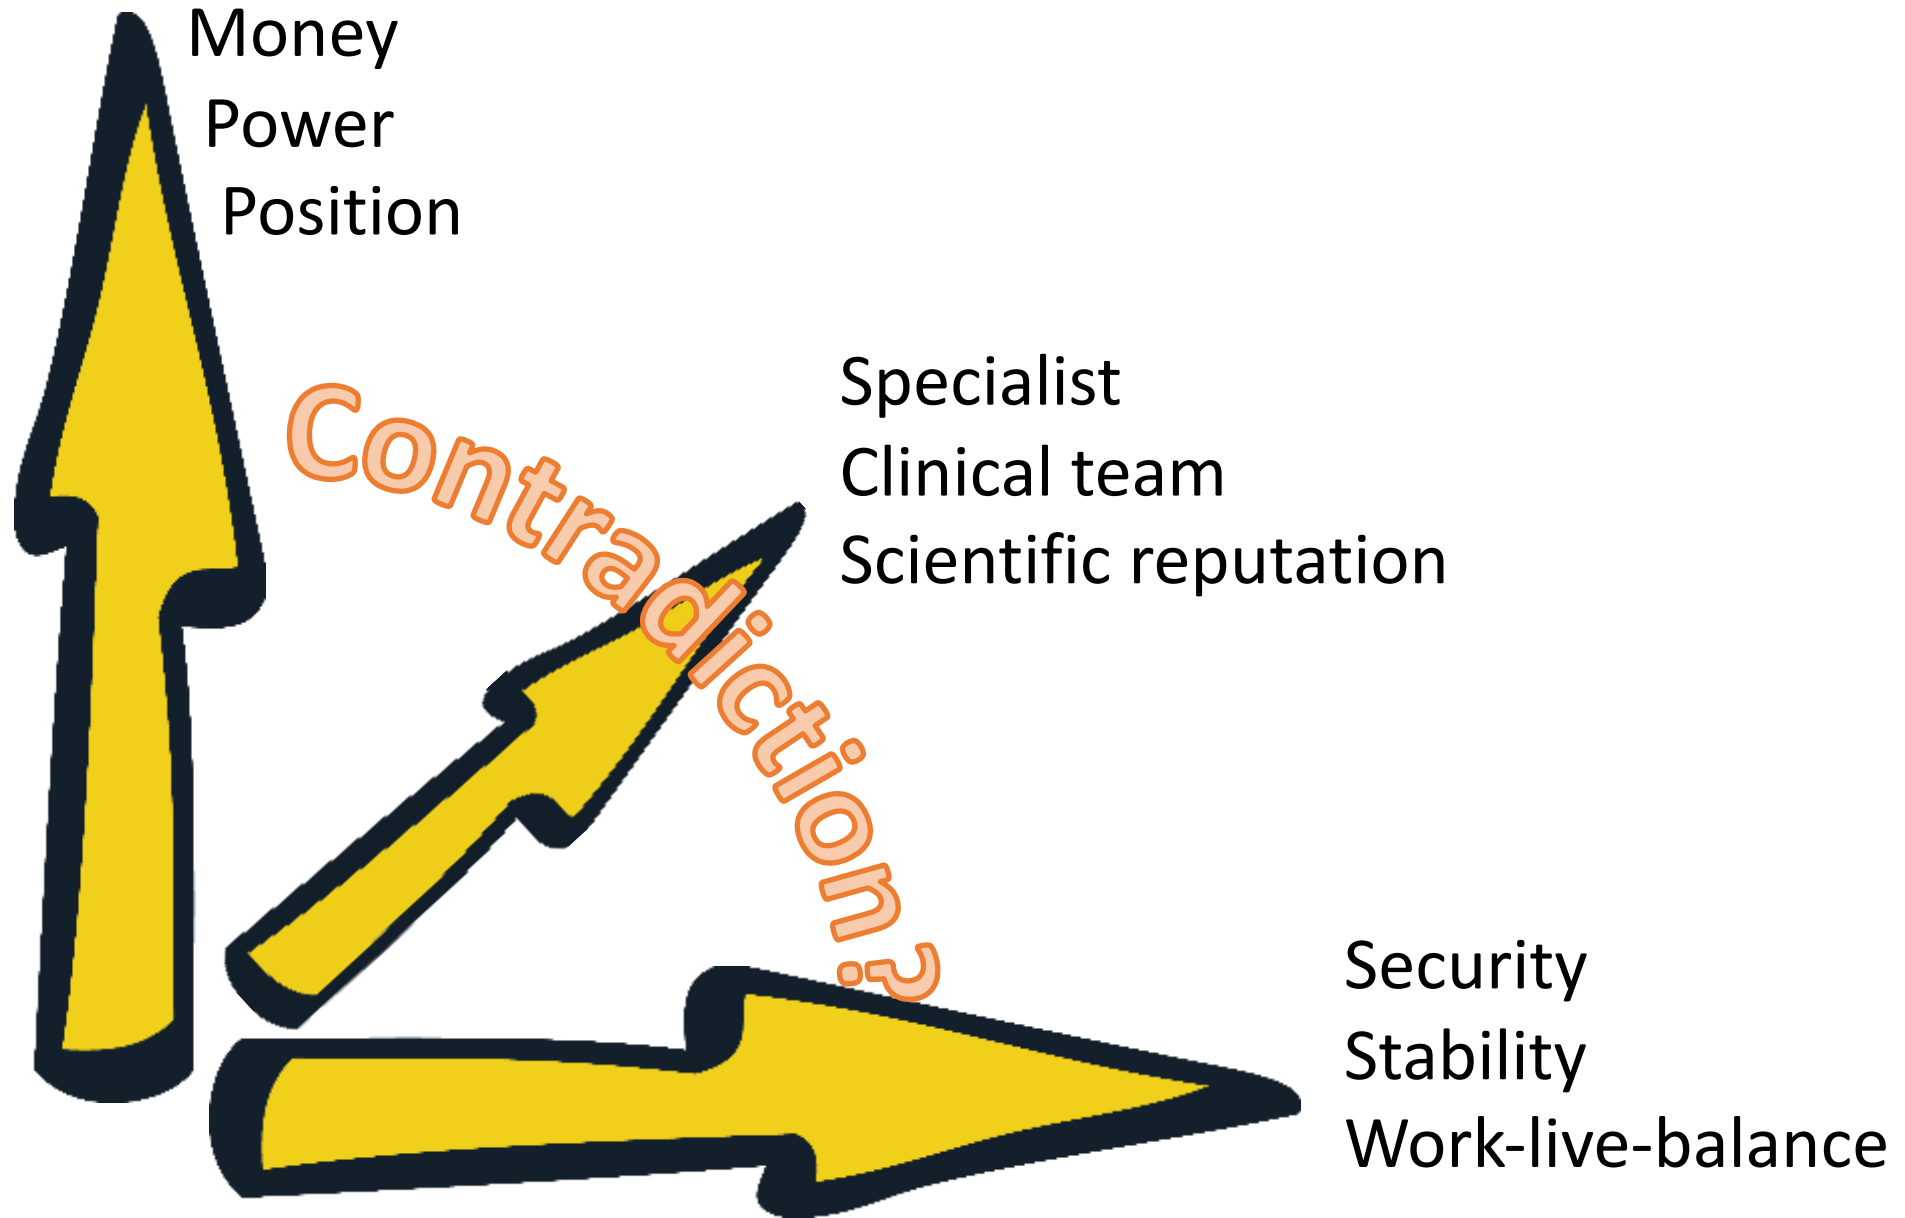 Money
Power
Position
Contradiction?
Specialist
Clinical team
Scientific reputation
Security
Stability
Work-live-balance